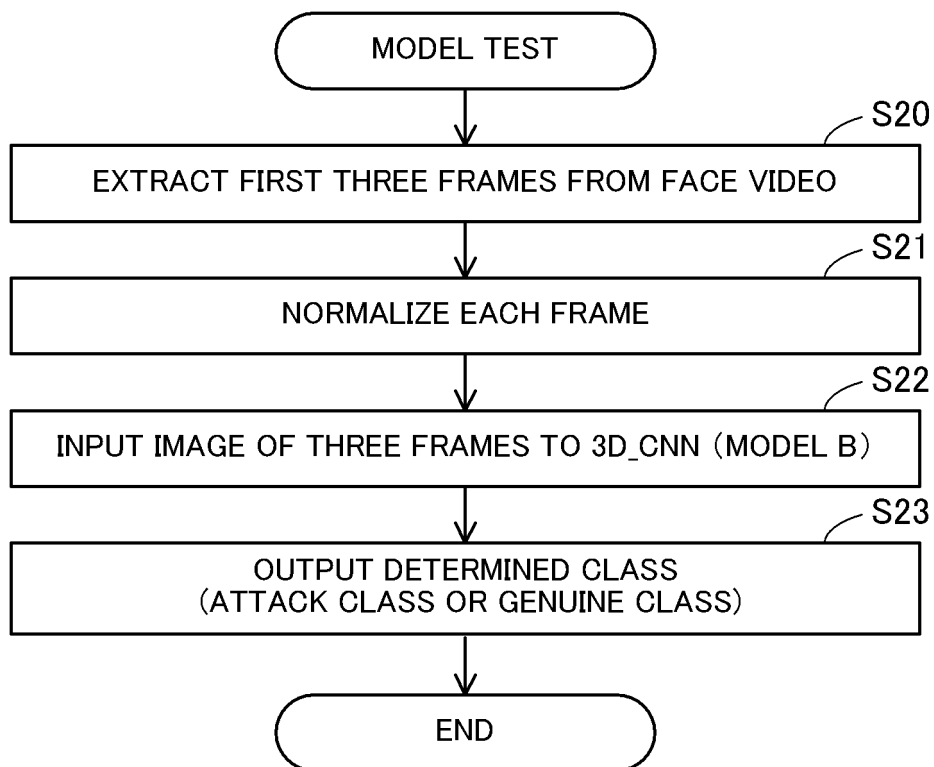 MODEL TEST
S20
EXTRACT FIRST THREE FRAMES FROM FACE VIDEO
S21
NORMALIZE EACH FRAME
S22
INPUT IMAGE OF THREE FRAMES TO 3D_CNN (MODEL B)
S23
OUTPUT DETERMINED CLASS
(ATTACK CLASS OR GENUINE CLASS)
END